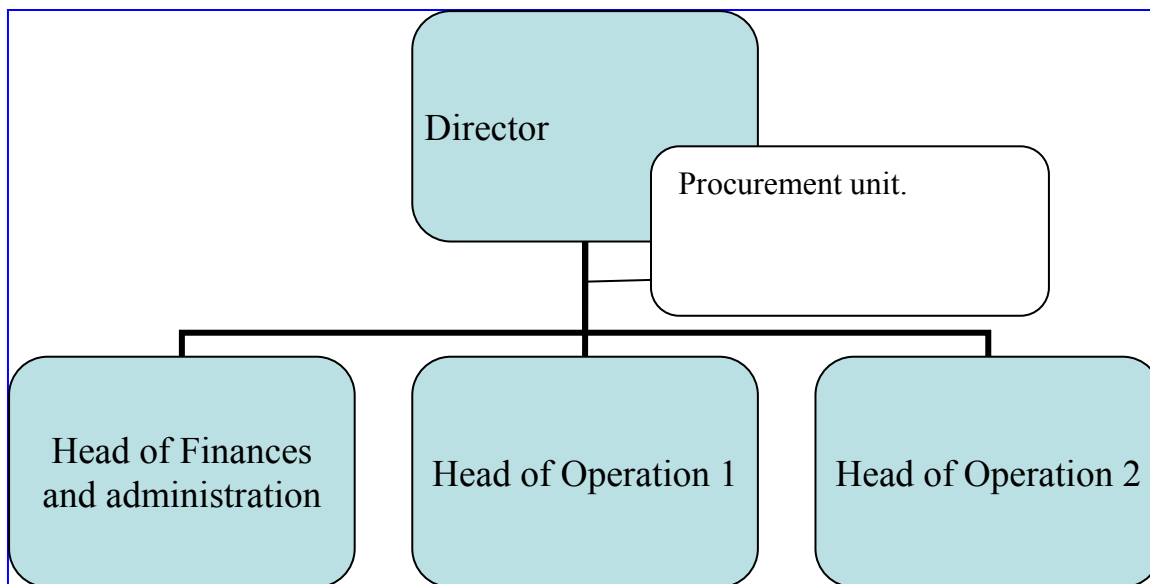 Director
Procurement unit.
Head of Finances
and administration
Head of Operation 1
Head of Operation 2